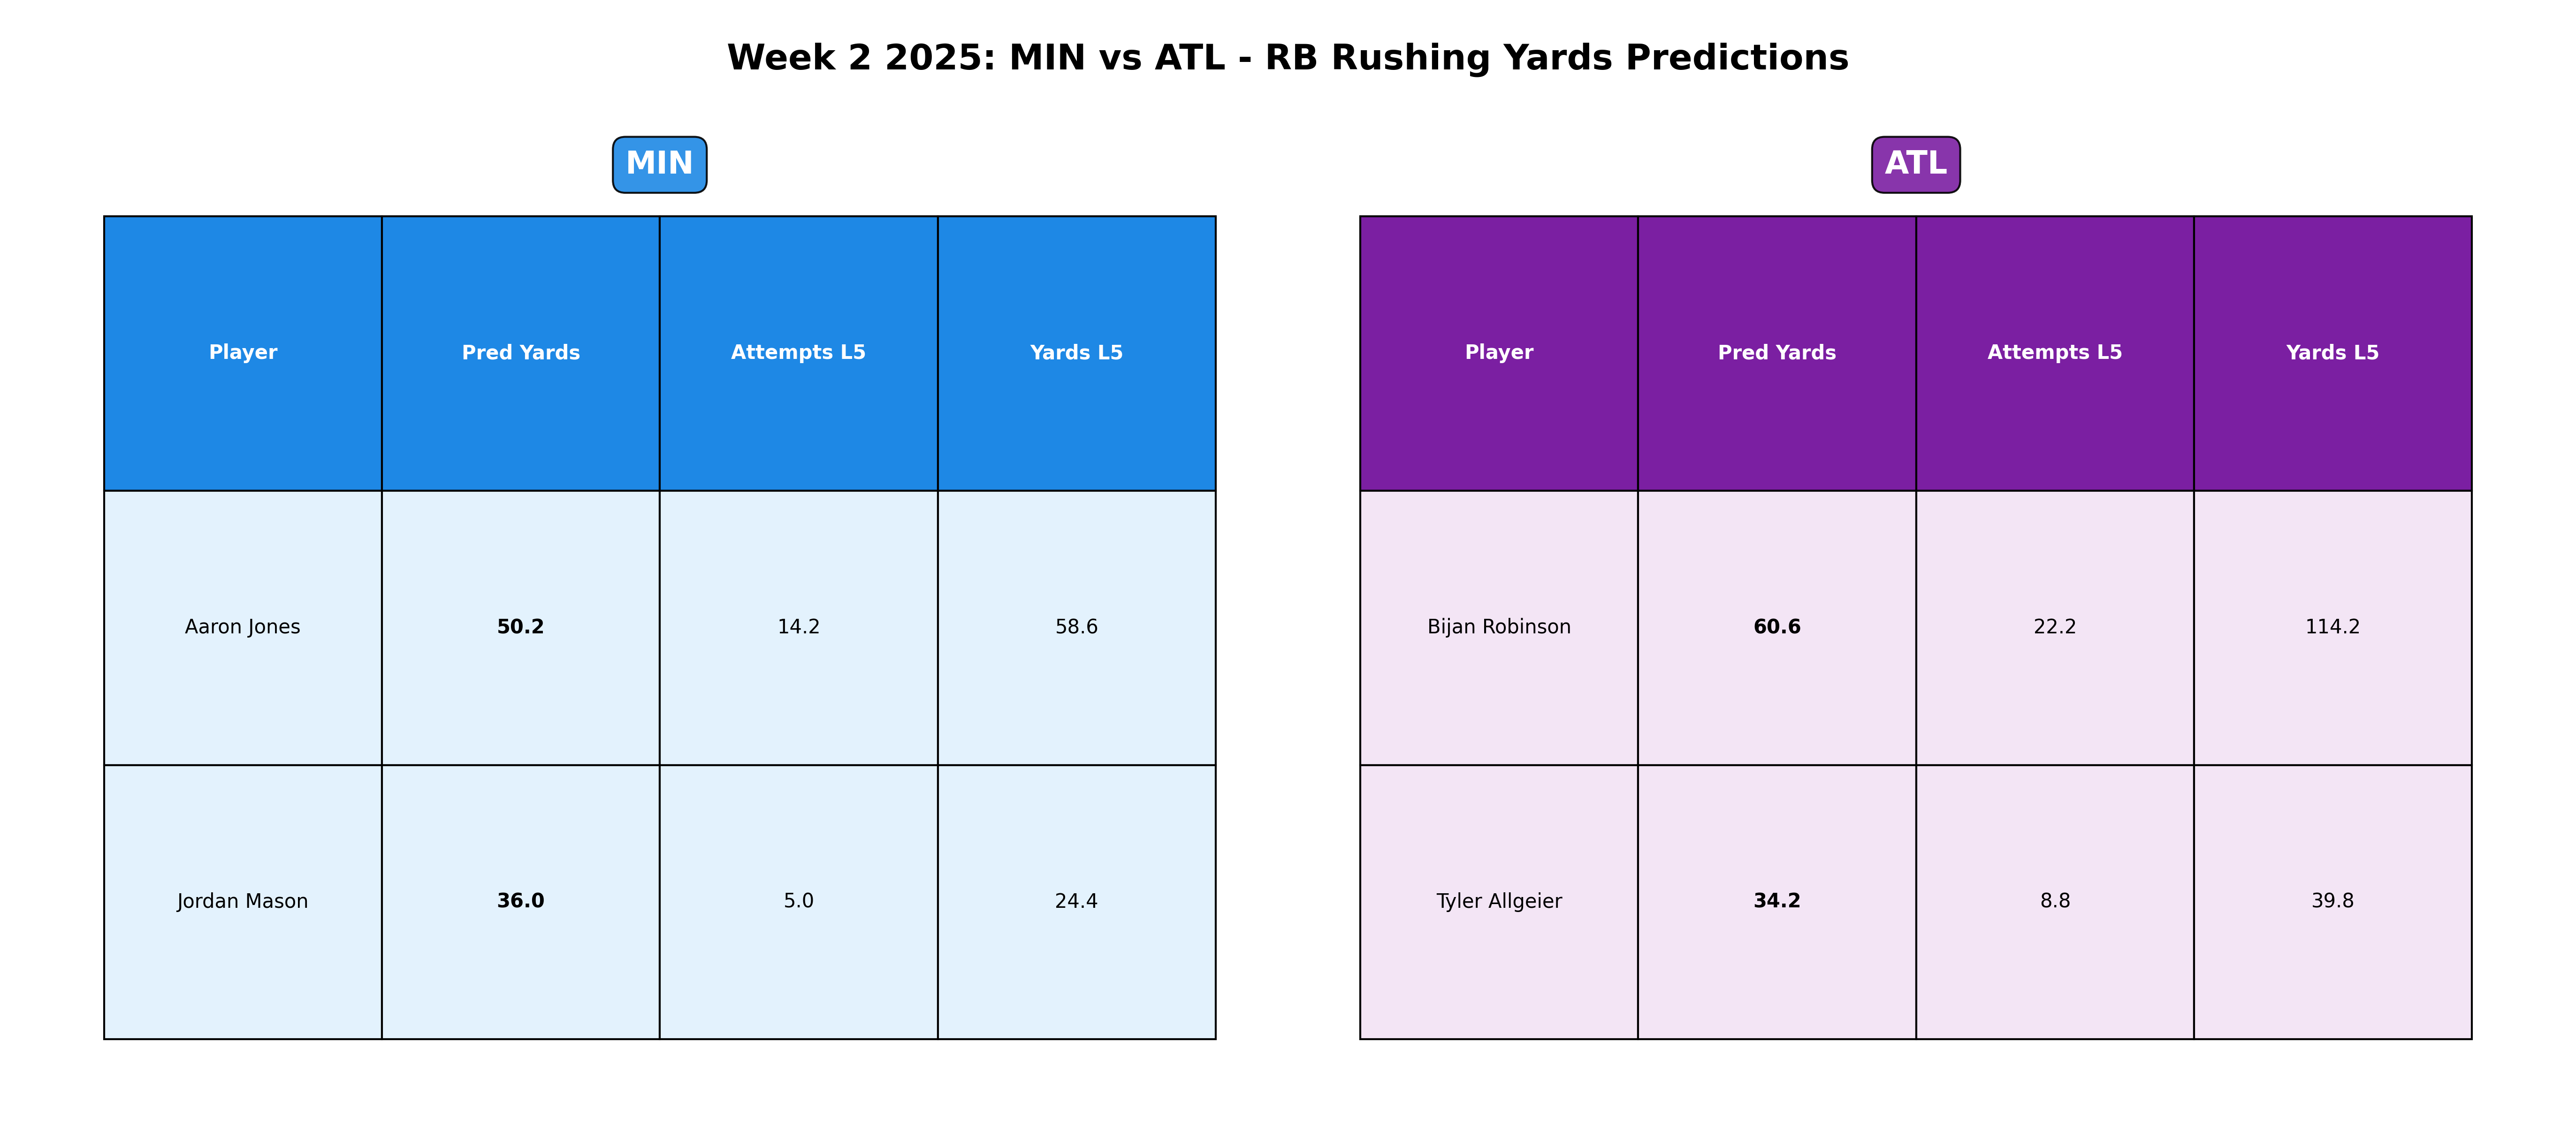 Week 2 2025: MIN vs ATL - RB Rushing Yards Predictions
MIN
Player Pred Yards Attempts L5 Yards L5
Aaron Jones 50.2 14.2 58.6
Jordan Mason 36.0 5.0 24.4
ATL
Player Pred Yards Attempts L5 Yards L5
Bijan Robinson 60.6 22.2 114.2
Tyler Allgeier 34.2 8.8 39.8